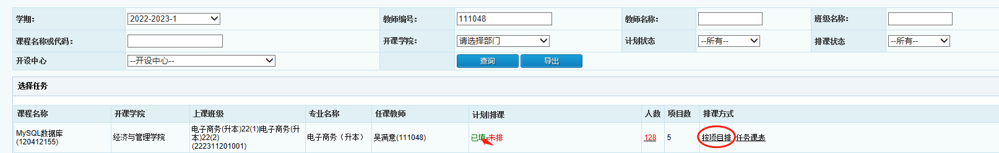 学期： 2022-2023-1 教师编号： 111048 教师名称： 班级名称：
课程名称或代码： 开课学院： 请选择部门 计划状态 --所有-- 排课状态 --所有--
开设中心 --开设中心-- 查询 导出
选择任务
课程名称 开课学院 上课班级 专业名称 任课教师 计划|排课 人数 项目数 排课方式
MySQL数据库
(120412155)
经济与管理学院
电子商务(升本)22(1)|电子商务(升
本)22(2)
(222311201001)
电子商务（升本） 吴满意(111048) 已填-未排 128 5 按项目排 任务课表